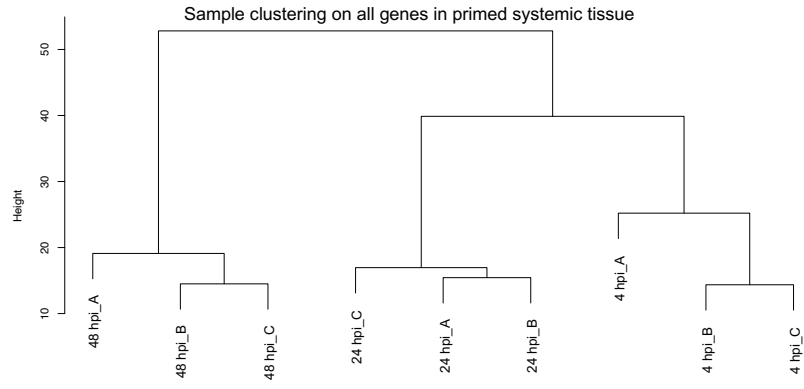 Sample clustering on all genes in primed systemic tissue
Height
50
40
30
20
10
48 hpi_A
48 hpi_B
48 hpi_C
24 hpi_C
24 hpi_A
24 hpi_B
4 hpi_A
4 hpi_B
4 hpi_C